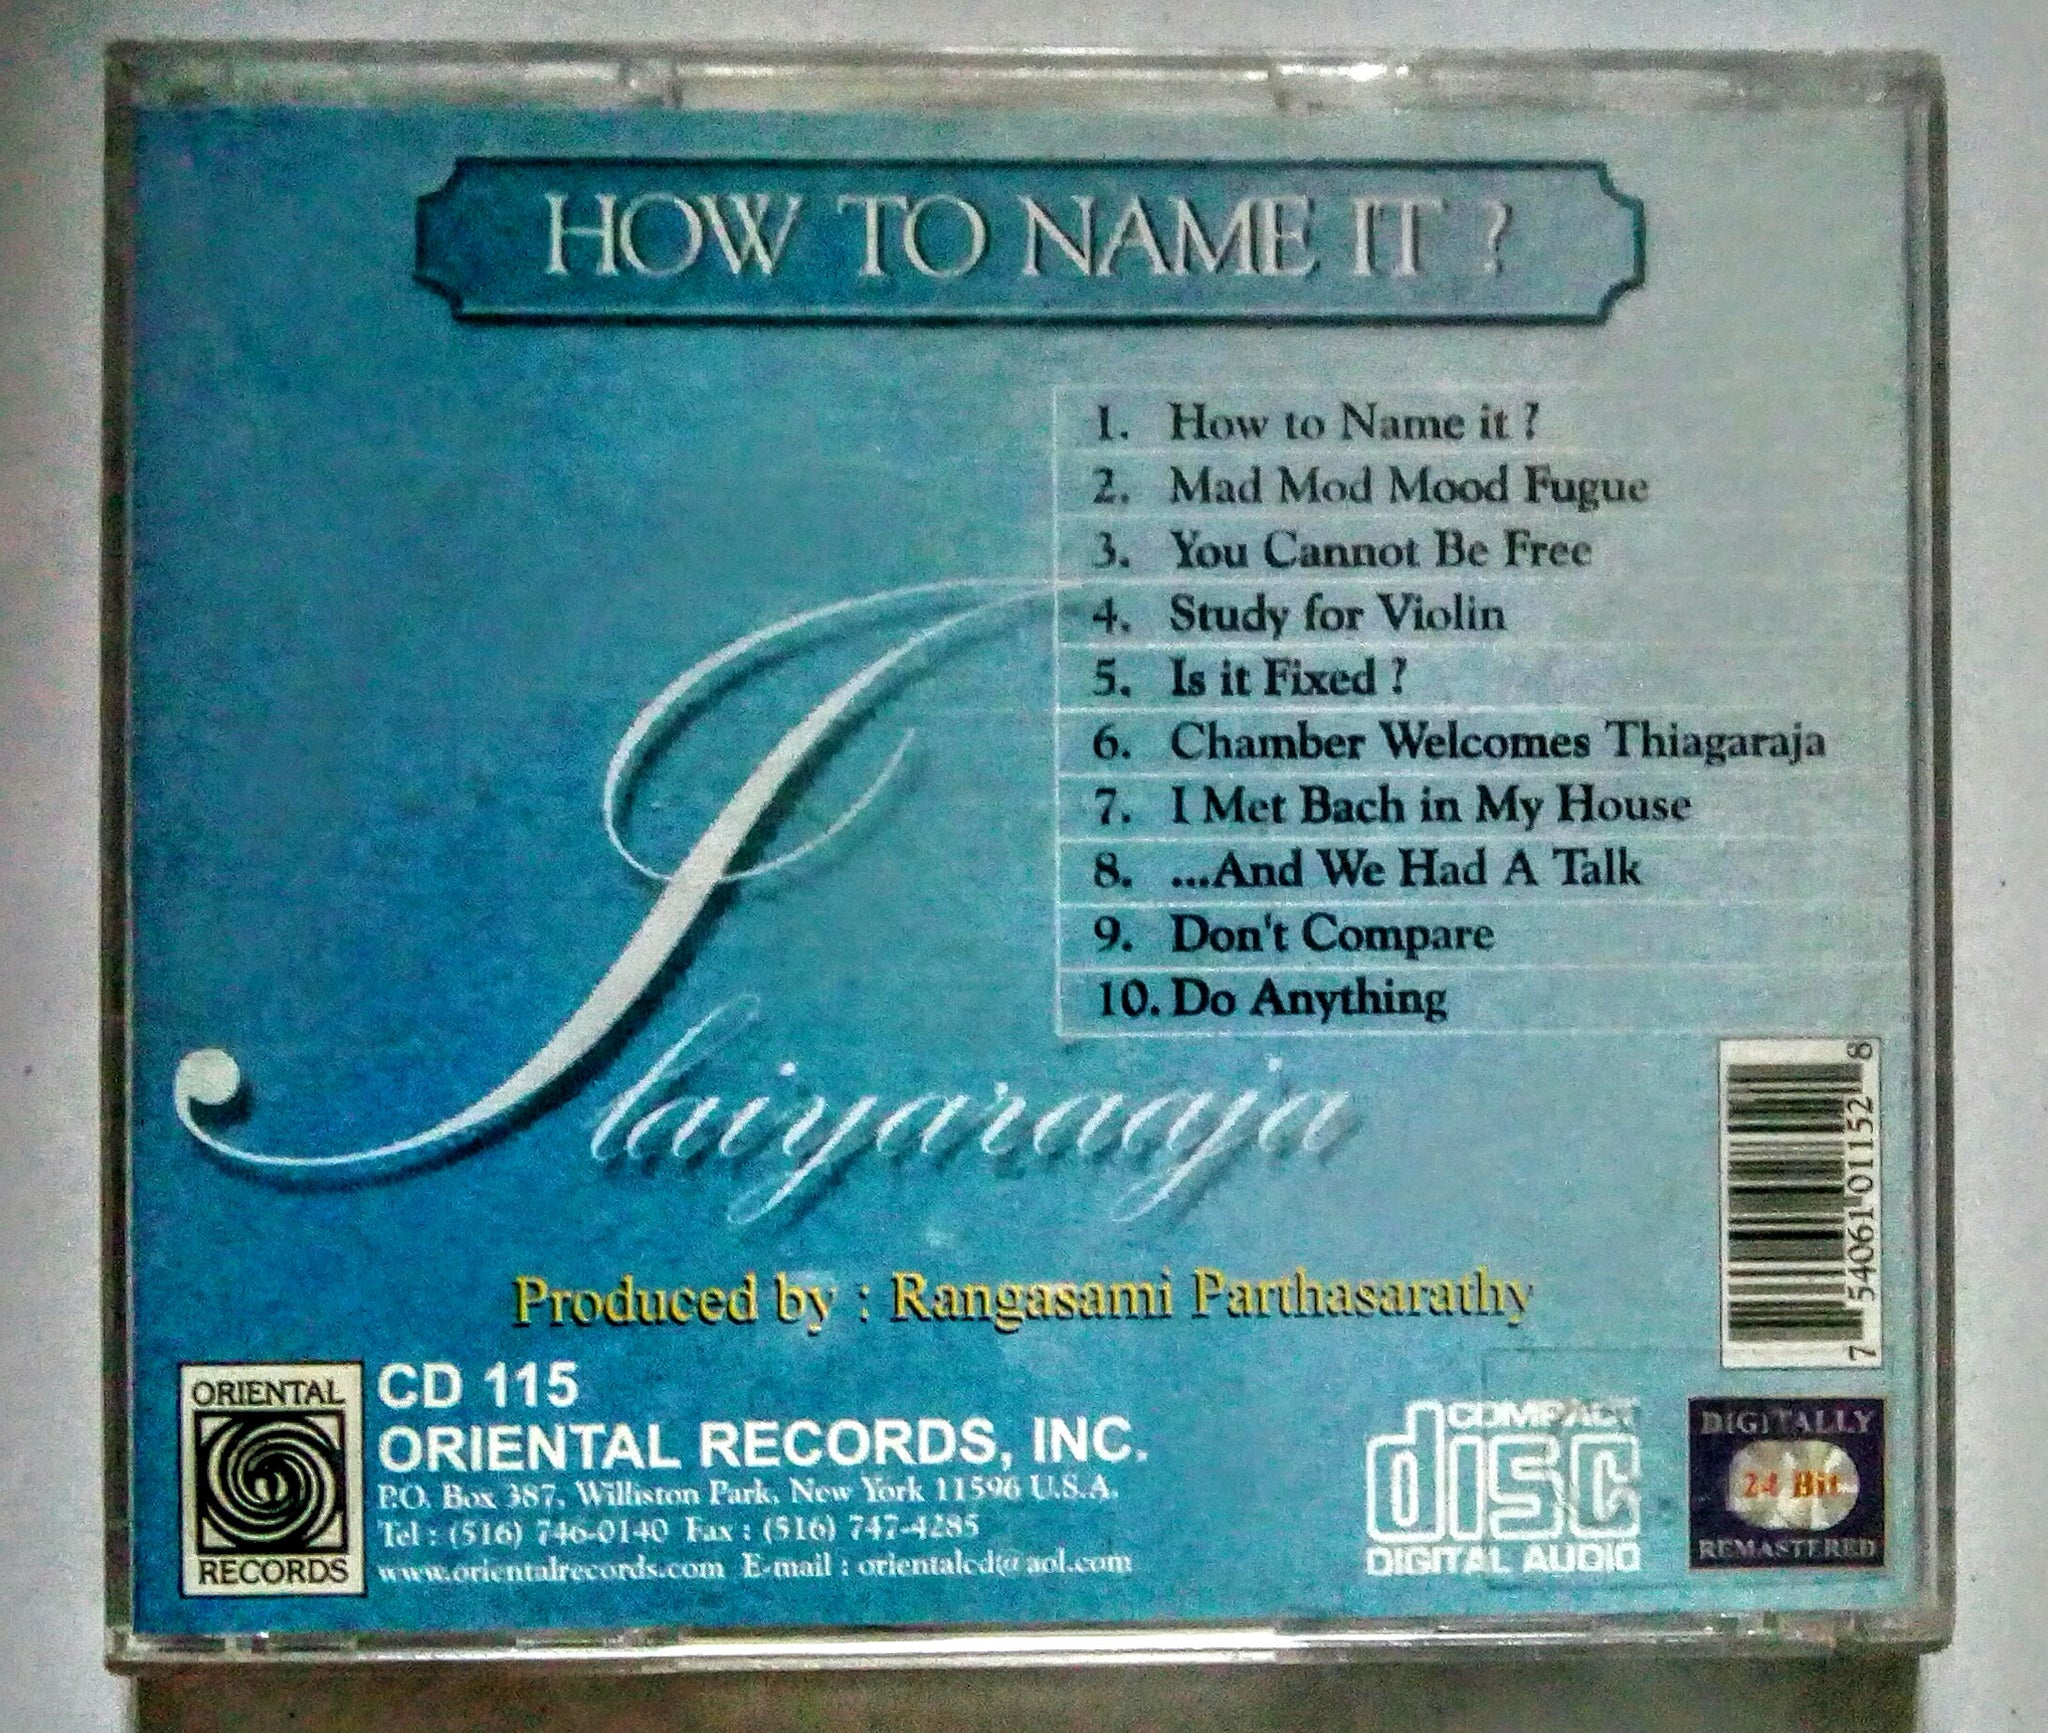 HOW TO NAME IT ?
1. How to Name it ?
2. Mad Mod Mood Fugue
3. You Cannot Be Free
4. Study for Violin
5. Is it Fixed ?
6. Chamber Welcomes Thiagaraja
7. I Met Bach in My House
8. ...And We Had A Talk
9. Don't Compare
10. Do Anything
Ilaiyaraaja
7 54061 01152 8
Produced by : Rangasami Parthasarathy
ORIENTAL
RECORDS
CD 115
ORIENTAL RECORDS, INC.
P.O. Box 387, Williston Park, New York 11596 U.S.A.
Tel : (516) 746-0140 Fax : (516) 747-4285
www.orientalrecords.com E-mail : orientalcd@aol.com
COMPACT
disc
DIGITAL AUDIO
DIGITALLY
24 Bit
REMASTERED